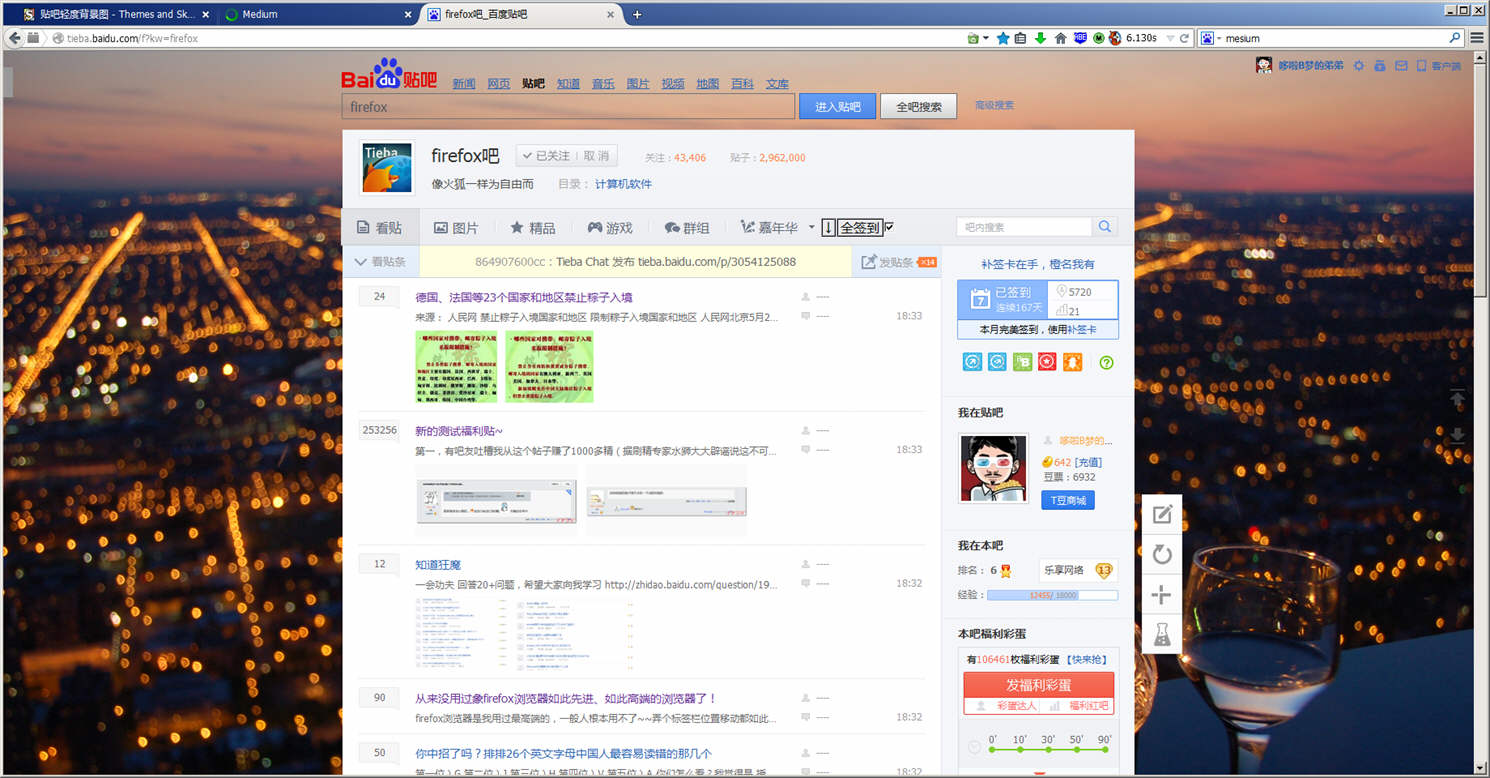 贴吧轻度背景图 - Themes and Sk...
Medium
firefox吧_百度贴吧
tieba.baidu.com/f?kw=firefox
6.130s
mesium
哆啦B梦的弟弟
客户端
Bai du 贴吧
新闻 网页 贴吧 知道 音乐 图片 视频 地图 百科 文库
firefox
进入贴吧
全吧搜索
高级搜索
Tieba
firefox吧
已关注 | 取消
关注：43,406
贴子：2,962,000
像火狐一样为自由而
目录：
计算机软件
看贴
图片
精品
游戏
群组
嘉年华
↓
全签到
吧内搜索
看贴条
864907600cc：Tieba Chat 发布 tieba.baidu.com/p/3054125088
发贴条
×14
24
德国、法国等23个国家和地区禁止粽子入境
----
来源： 人民网 禁止粽子入境国家和地区 限制粽子入境国家和地区 人民网北京5月2...
----
18:33
253256
新的测试福利贴~
----
第一，有吧友吐槽我从这个帖子赚了1000多精（掘刷精专家水狮大大辟谣说这不可...
----
18:33
12
知道狂魔
----
一会功夫 回答20+问题，希望大家向我学习 http://zhidao.baidu.com/question/19...
----
18:32
90
从来没用过象firefox浏览器如此先进、如此高端的浏览器了！
----
firefox浏览器是我用过最高端的，一般人根本用不了~~弄个标签栏位置移动都如此...
----
18:32
50
你中招了吗？排排26个英文字母中国人最容易读错的那几个
----
18:32
补签卡在手，橙名我有
7
已签到
连续167天
5720
21
本月完美签到，使用补签卡
我在贴吧
哆啦B梦的...
642 [充值]
豆票：6932
T豆商城
我在本吧
排名： 6
乐享网络 13
经验：
12455/ 18000
本吧福利彩蛋
有106461枚福利彩蛋 【快来抢】
发福利彩蛋
彩蛋达人
福利红吧
0' 10' 30' 50' 90'